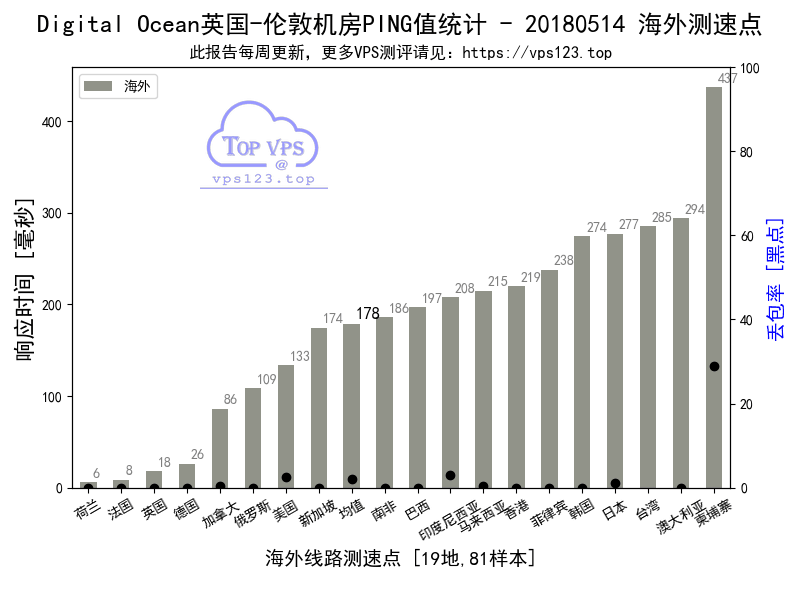 Digital Ocean英国-伦敦机房PING值统计 - 20180514 海外测速点
此报告每周更新，更多VPS测评请见：https://vps123.top
海外
TOP VPS
@
vps123.top
响应时间 [毫秒]
0
100
200
300
400
6
8
18
26
86
109
133
174
178
186
197
208
215
219
238
274
277
285
294
437
0
20
40
60
80
100
丢包率 [黑点]
荷兰
法国
英国
德国
加拿大
俄罗斯
美国
新加坡
均值
南非
巴西
印度尼西亚
马来西亚
香港
菲律宾
韩国
日本
台湾
澳大利亚
柬埔寨
海外线路测速点 [19地,81样本]